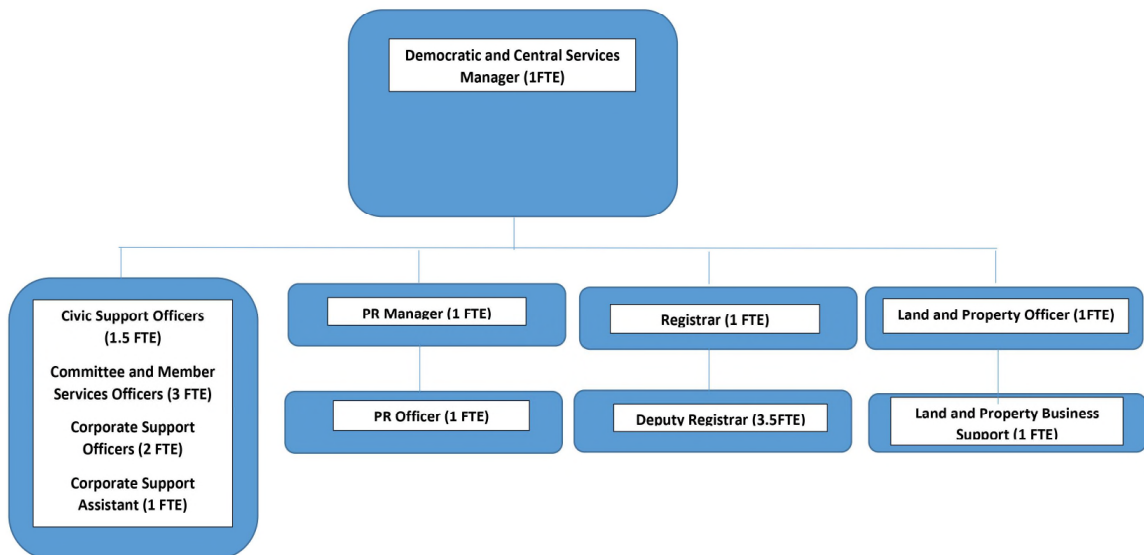 Democratic and Central Services
Manager (1FTE)
Civic Support Officers
(1.5 FTE)
Committee and Member
Services Officers (3 FTE)
Corporate Support
Officers (2 FTE)
Corporate Support
Assistant (1 FTE)
PR Manager (1 FTE)
PR Officer (1 FTE)
Registrar (1 FTE)
Deputy Registrar (3.5FTE)
Land and Property Officer (1FTE)
Land and Property Business
Support (1 FTE)